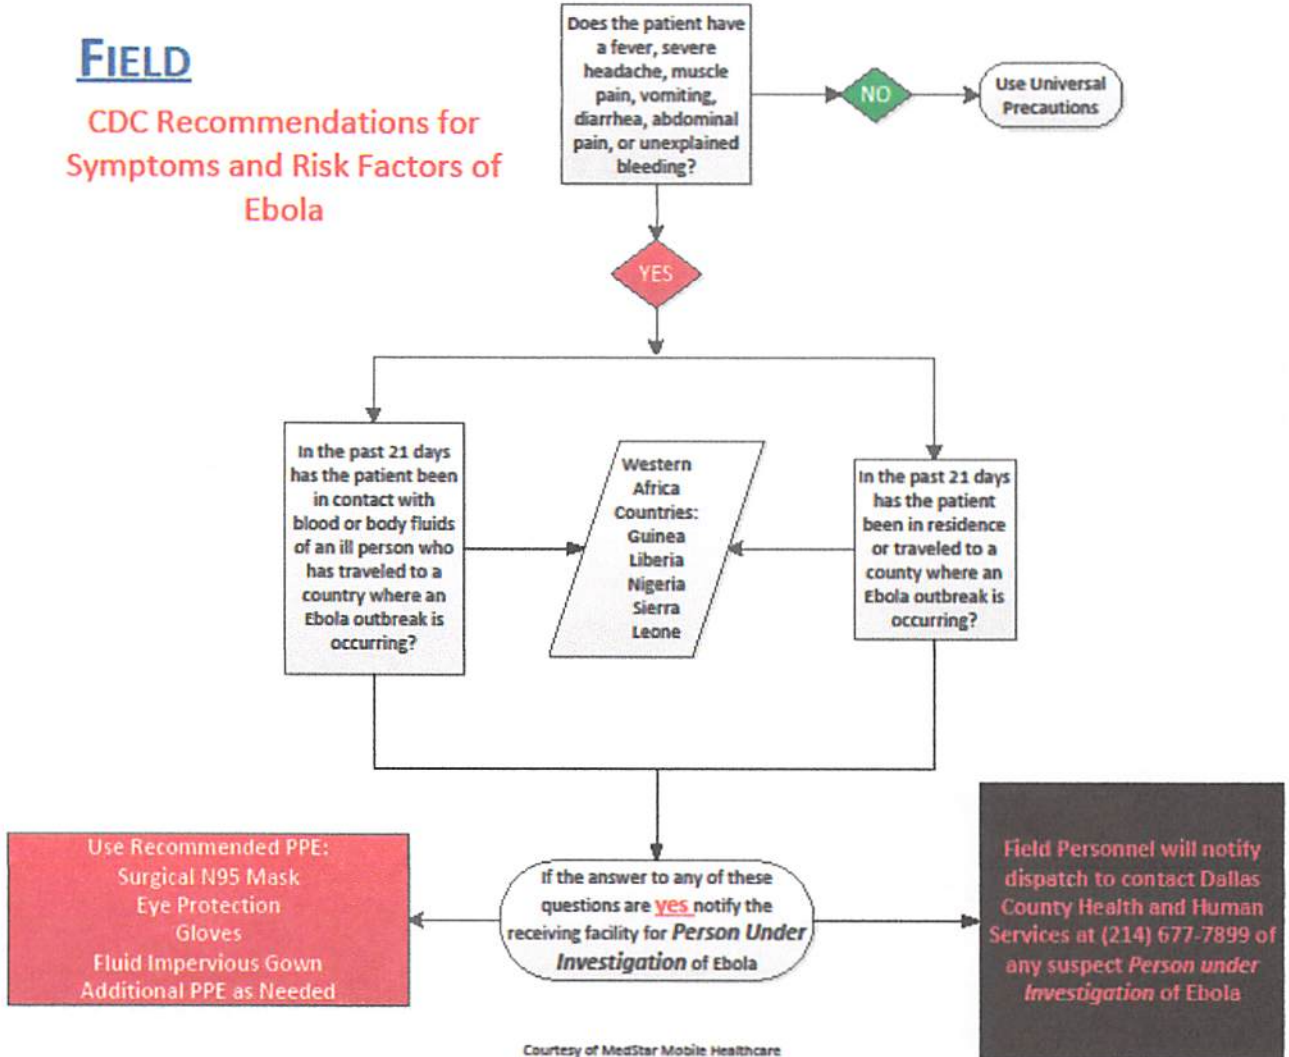 FIELD
CDC Recommendations for
Symptoms and Risk Factors of
Ebola
Does the patient have
a fever, severe
headache, muscle
pain, vomiting,
diarrhea, abdominal
pain, or unexplained
bleeding?
NO
Use Universal
Precautions
YES
In the past 21 days
has the patient been
in contact with
blood or body fluids
of an ill person who
has traveled to a
country where an
Ebola outbreak is
occurring?
Western
Africa
Countries:
Guinea
Liberia
Nigeria
Sierra
Leone
In the past 21 days
has the patient
been in residence
or traveled to a
county where an
Ebola outbreak is
occurring?
Use Recommended PPE:
Surgical N95 Mask
Eye Protection
Gloves
Fluid Impervious Gown
Additional PPE as Needed
If the answer to any of these
questions are yes notify the
receiving facility for Person Under
Investigation of Ebola
Field Personnel will notify
dispatch to contact Dallas
County Health and Human
Services at (214) 677-7899 of
any suspect Person under
Investigation of Ebola
Courtesy of MedStar Mobile Healthcare